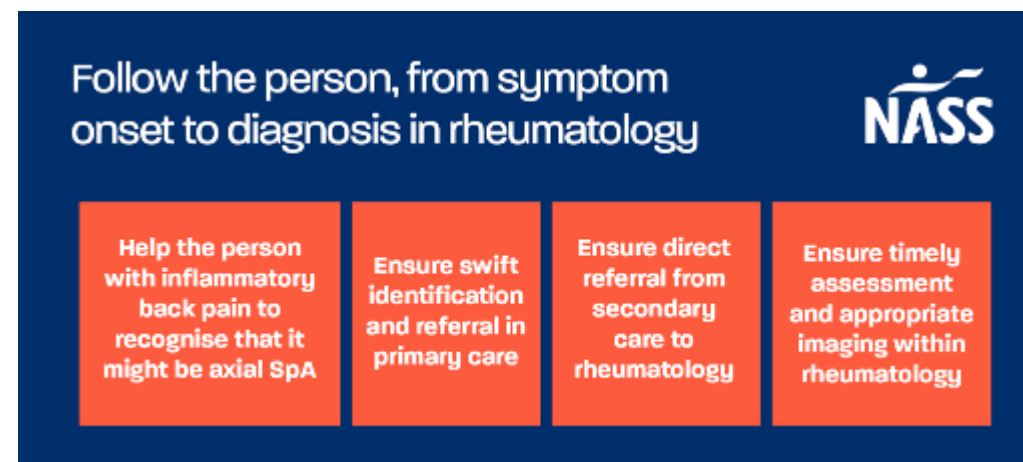 Follow the person, from symptom
onset to diagnosis in rheumatology
NASS
Help the person
with inflammatory
back pain to
recognise that it
might be axial SpA
Ensure swift
identification
and referral in
primary care
Ensure direct
referral from
secondary
care to
rheumatology
Ensure timely
assessment
and appropriate
imaging within
rheumatology